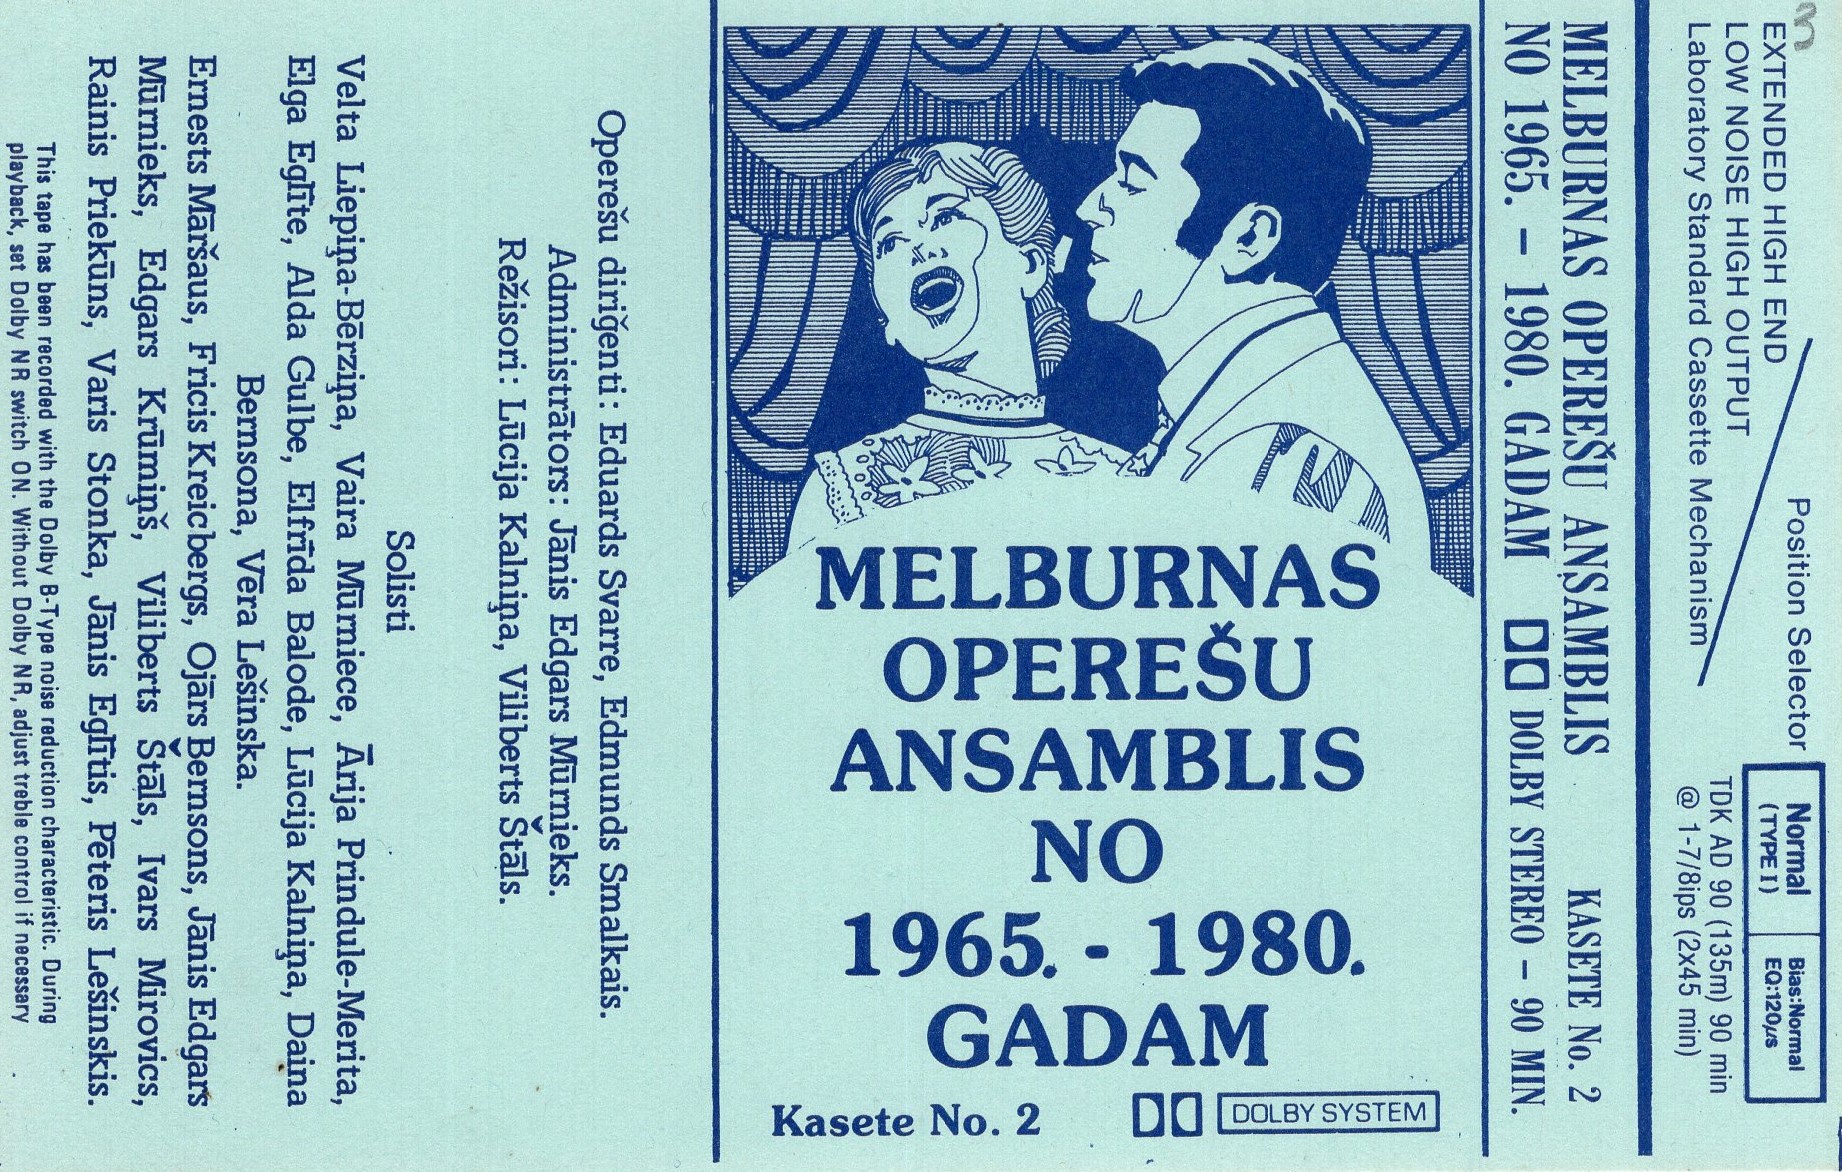 MELBURNAS
OPEREŠU
ANSAMBLIS
NO
1965. - 1980.
GADAM
Kasete No. 2
DOLBY SYSTEM
MELBURNAS OPEREŠU ANSAMBLIS KASETE No. 2
NO 1965. - 1980. GADAM DOLBY STEREO - 90 MIN.
3
EXTENDED HIGH END
LOW NOISE HIGH OUTPUT
Laboratory Standard Cassette Mechanism
Position Selector
Normal
(TYPE I)
Bias:Normal
EQ:120µs
TDK AD 90 (135m) 90 min
@ 1-7/8ips (2x45 min)
Operešu diriģenti: Eduards Svarre, Edmunds Smalkais.
Administrātors: Jānis Edgars Mūrnieks.
Režisori: Lūcija Kalniņa, Viliberts Štāls.
Solisti
Velta Liepiņa-Bērziņa, Vaira Mūrniece, Ārija Prindule-Merita,
Elga Eglīte, Alda Gulbe, Elfrīda Balode, Lūcija Kalniņa, Daina
Bernsona, Vēra Lešinska.
Ernests Māršaus, Fricis Kreicbergs, Ojārs Bernsons, Jānis Edgars
Mūrnieks, Edgars Krūmiņš, Viliberts Štāls, Ivars Mirovics,
Rainis Priekūns, Varis Stonka, Jānis Eglītis, Pēteris Lešinskis.
This tape has been recorded with the Dolby B-Type noise reduction characteristic. During
playback, set Dolby NR switch ON. Without Dolby NR, adjust treble control if necessary